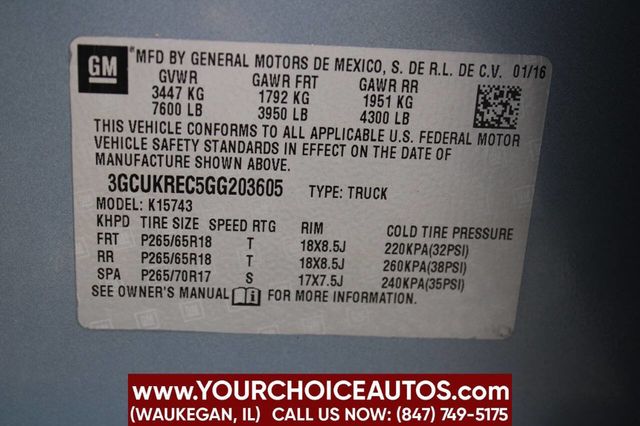 GM
MFD BY GENERAL MOTORS DE MEXICO, S. DE R.L. DE C.V. 01/16
GVWR GAWR FRT GAWR RR
3447 KG 1792 KG 1951 KG
7600 LB 3950 LB 4300 LB
THIS VEHICLE CONFORMS TO ALL APPLICABLE U.S. FEDERAL MOTOR
VEHICLE SAFETY STANDARDS IN EFFECT ON THE DATE OF
MANUFACTURE SHOWN ABOVE.
3GCUKREC5GG203605 TYPE: TRUCK
MODEL: K15743
KHPD TIRE SIZE SPEED RTG RIM COLD TIRE PRESSURE
FRT P265/65R18 T 18X8.5J 220KPA(32PSI)
RR P265/65R18 T 18X8.5J 260KPA(38PSI)
SPA P265/70R17 S 17X7.5J 240KPA(35PSI)
SEE OWNER'S MANUAL FOR MORE INFORMATION.
WWW.YOURCHOICEAUTOS.COM
(WAUKEGAN, IL) CALL US NOW: (847) 749-5175